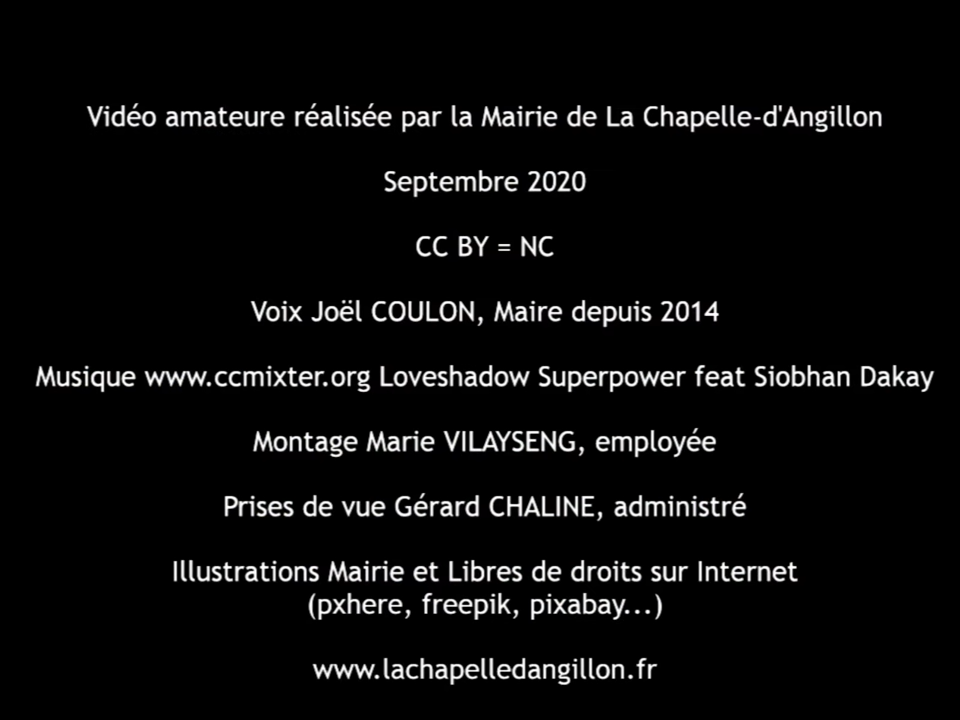 Vidéo amateure réalisée par la Mairie de La Chapelle-d'Angillon
Septembre 2020
CC BY = NC
Voix Joël COULON, Maire depuis 2014
Musique www.ccmixter.org Loveshadow Superpower feat Siobhan Dakay
Montage Marie VILAYSENG, employée
Prises de vue Gérard CHALINE, administré
Illustrations Mairie et Libres de droits sur Internet
(pxhere, freepik, pixabay...)
www.lachapelledangillon.fr